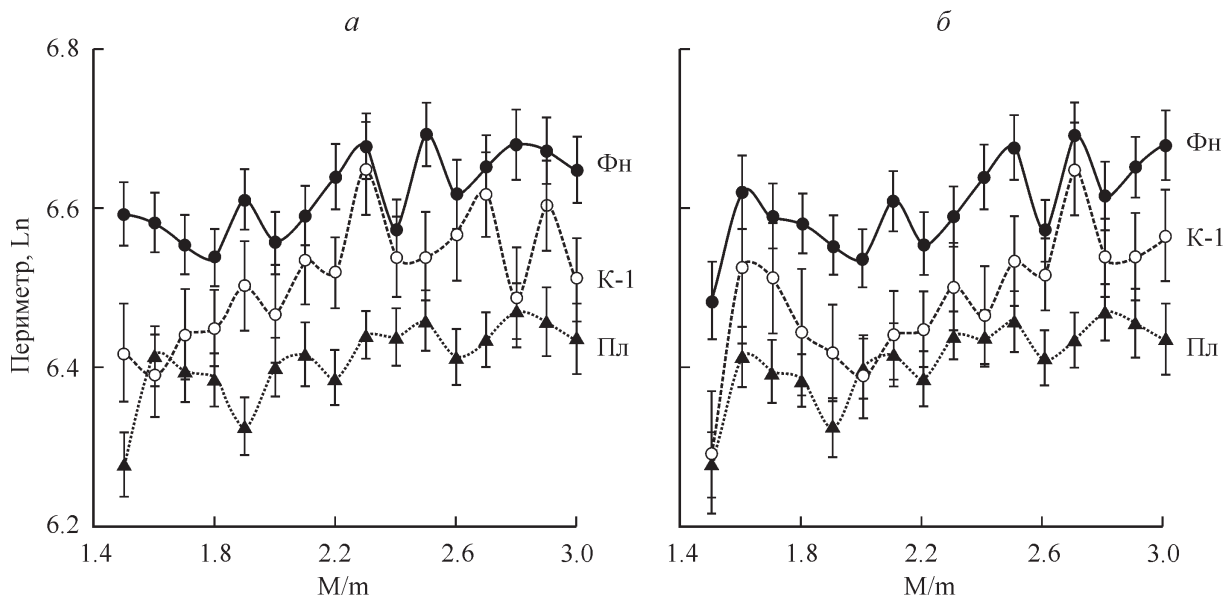 а
б
6.8
6.6
6.4
6.2
Периметр, Ln
Фн
К-1
Пл
Фн
К-1
Пл
1.4 1.8 2.2 2.6 3.0
1.4 1.8 2.2 2.6 3.0
M/m
M/m